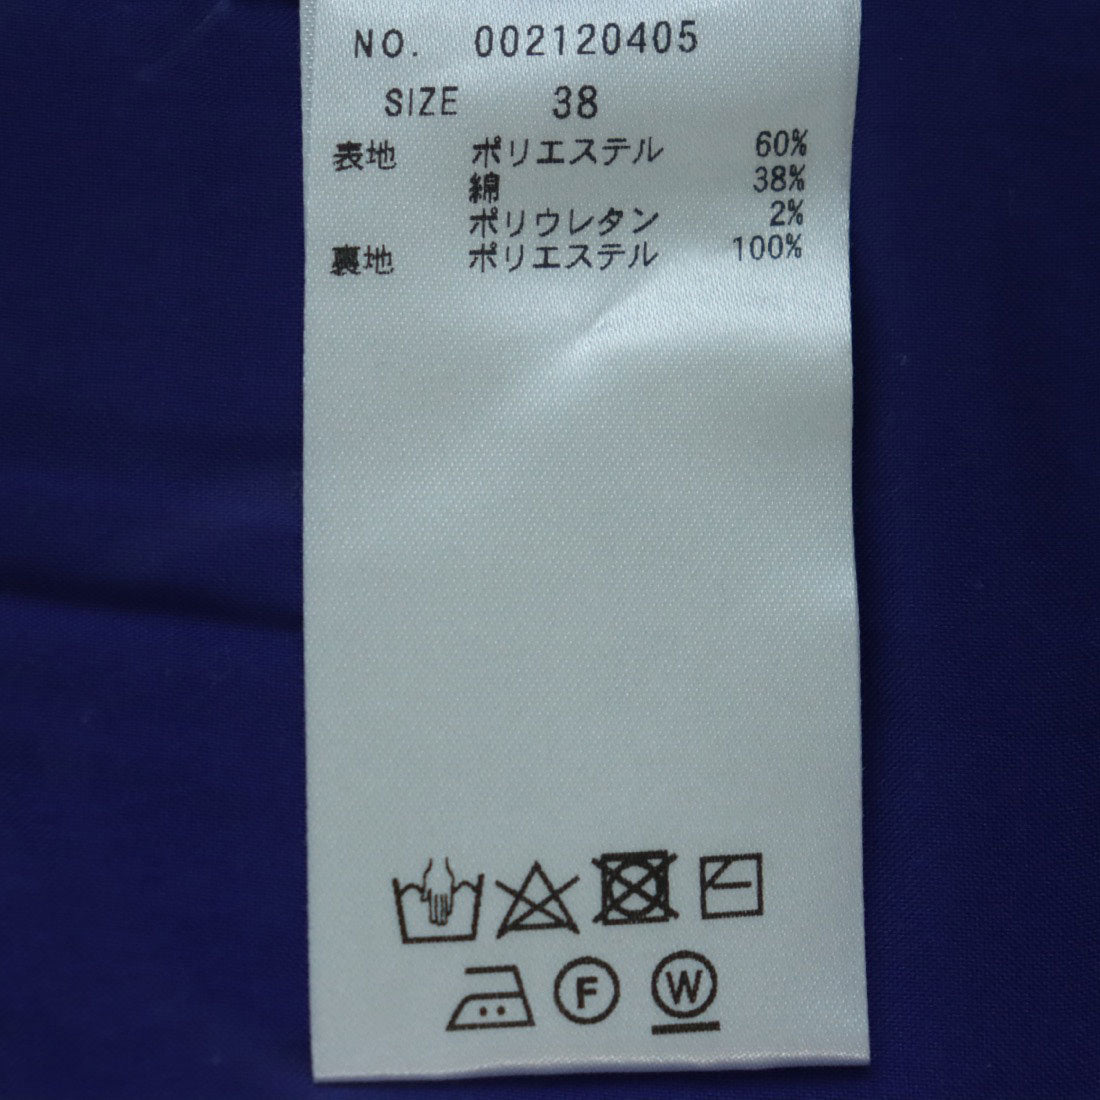 NO. 002120405
SIZE 38
表地 ポリエステル 60%
綿 38%
ポリウレタン 2%
裏地 ポリエステル 100%
F W